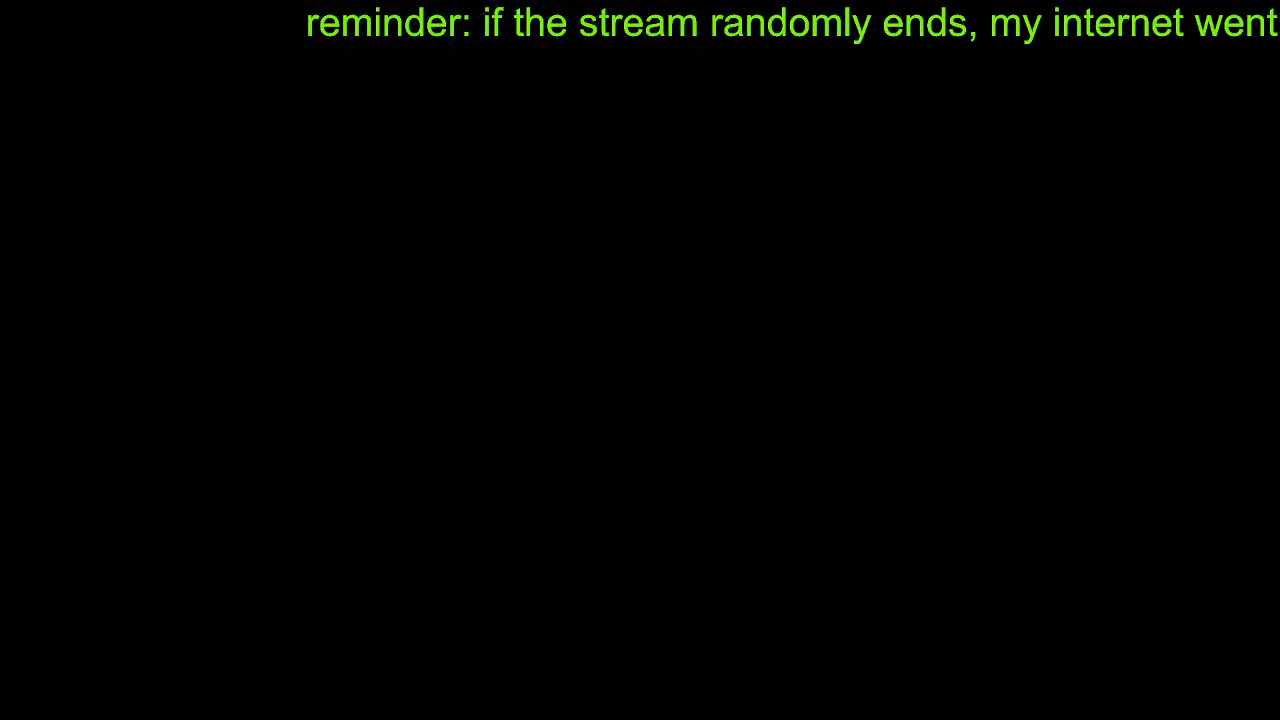 reminder: if the stream randomly ends, my internet went